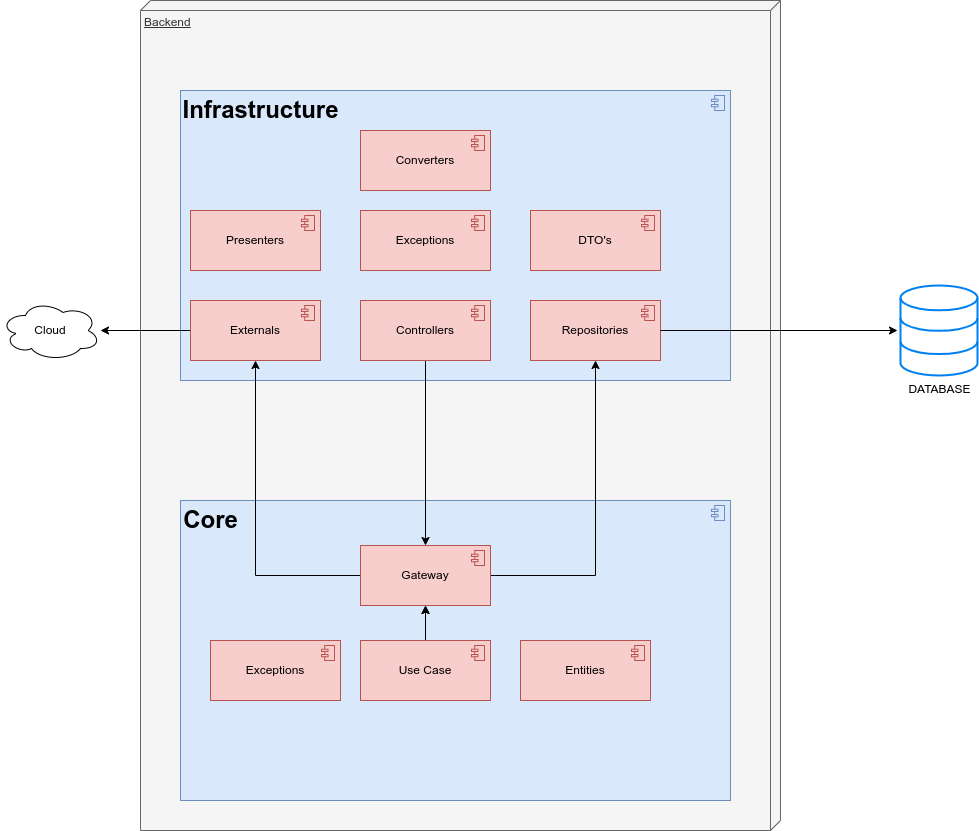 Backend
Infrastructure
Converters
Presenters
Exceptions
DTO's
Cloud
Externals
Controllers
Repositories
DATABASE
Core
Gateway
Exceptions
Use Case
Entities